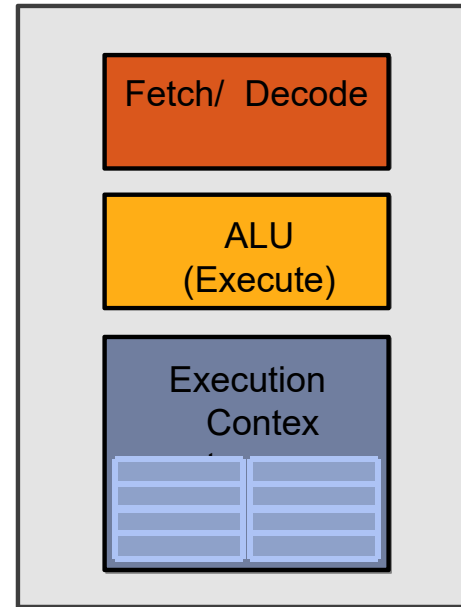 Fetch/ Decode
ALU
(Execute)
Execution
Contex
t